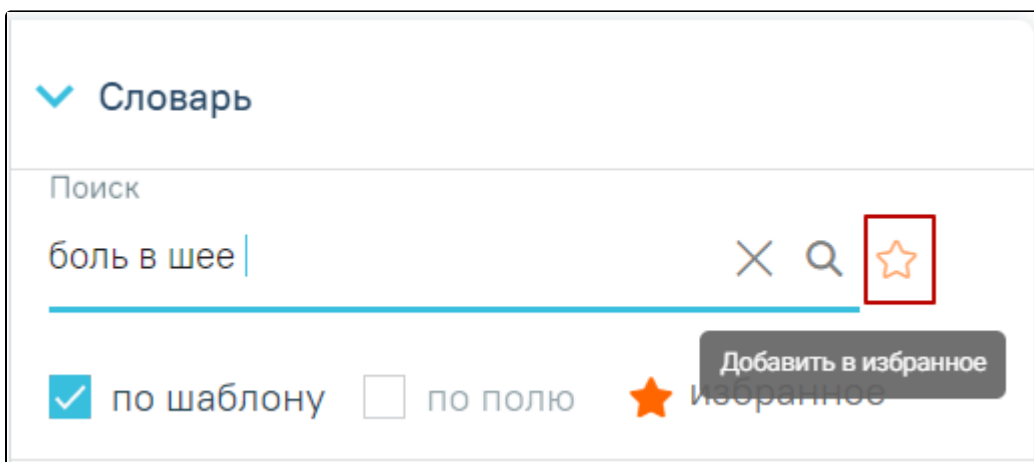 Словарь
Поиск
боль в шее
Добавить в избранное
по шаблону по полю избранное